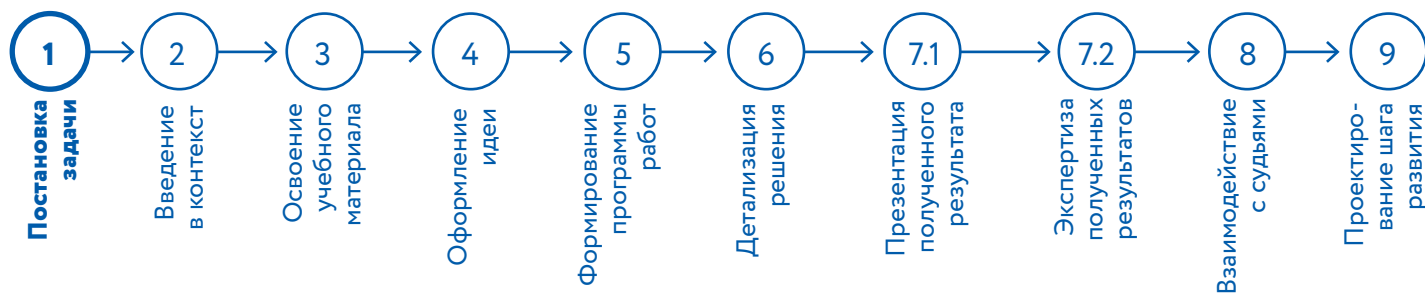 1
2
3
4
5
6
7.1
7.2
8
9
Постановка
задачи
Введение
в контекст
Освоение
учебного
материала
Оформление
идеи
Формирование
программы
работ
Детализация
решения
Презентация
полученного
результата
Экспертиза
полученных
результатов
Взаимодействие
с судьями
Проектиро-
вание шага
развития